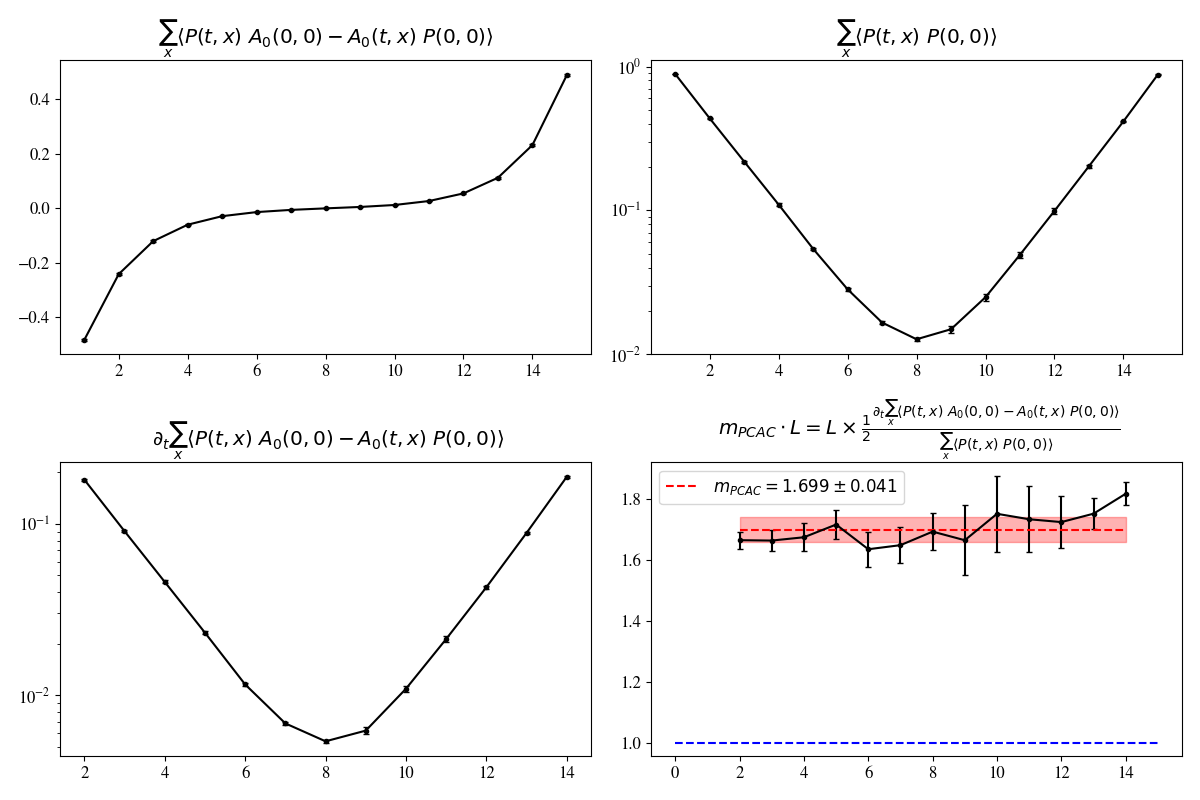 ∑ₓ⟨P(t, x) A₀(0, 0) − A₀(t, x) P(0, 0)⟩
0.4
0.2
0.0
−0.2
−0.4
2 4 6 8 10 12 14
∑ₓ⟨P(t, x) P(0, 0)⟩
10⁰
10⁻¹
10⁻²
2 4 6 8 10 12 14
∂ₜ∑ₓ⟨P(t, x) A₀(0, 0) − A₀(t, x) P(0, 0)⟩
10⁻¹
10⁻²
2 4 6 8 10 12 14
m_PCAC · L = L × 1/2 ∂ₜ∑ₓ⟨P(t, x) A₀(0, 0) − A₀(t, x) P(0, 0)⟩ / ∑ₓ⟨P(t, x) P(0, 0)⟩
m_PCAC = 1.699 ± 0.041
1.8
1.6
1.4
1.2
1.0
0 2 4 6 8 10 12 14